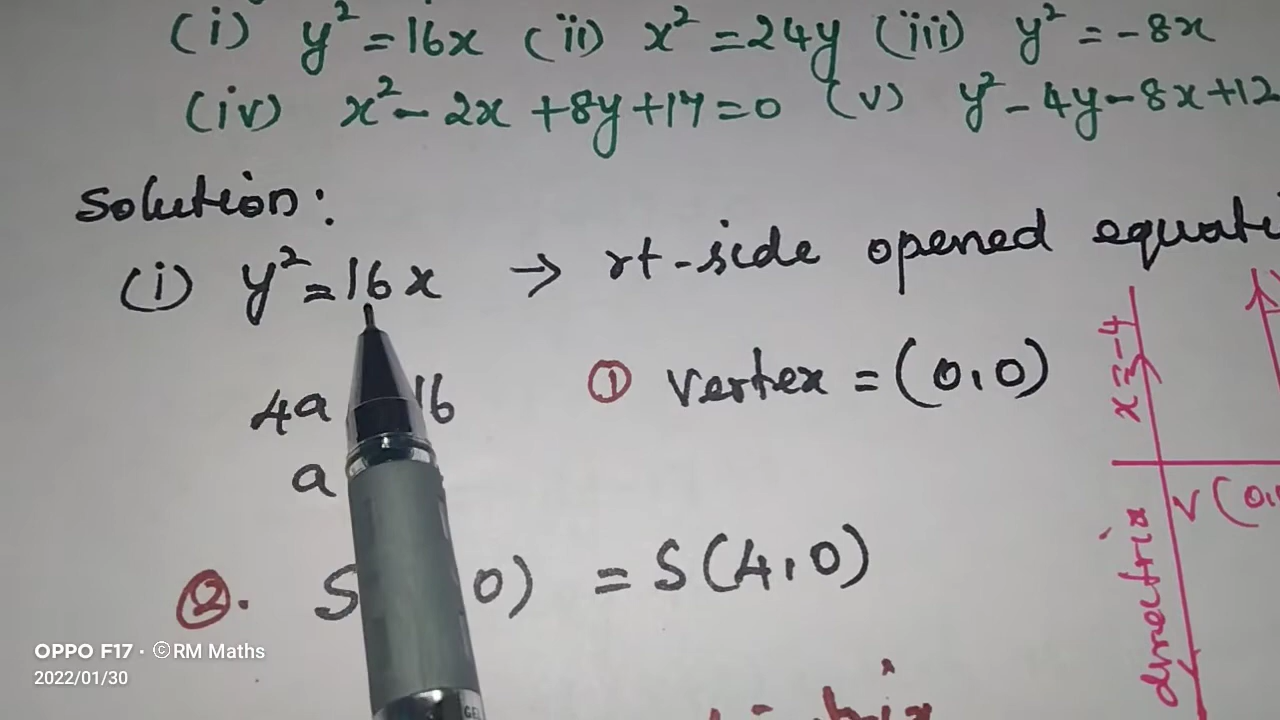 (i) y² = 16x (ii) x² = 24y (iii) y² = -8x
(iv) x² - 2x + 8y + 17 = 0 (v) y² - 4y - 8x + 12
Solution:
(i) y² = 16x → rt-side opened
4a 16
① Vertex = (0,0)
a
②. S 0) = S(4,0)
x = -4
V (0,
directrix
OPPO F17 · ©RM Maths
2022/01/30